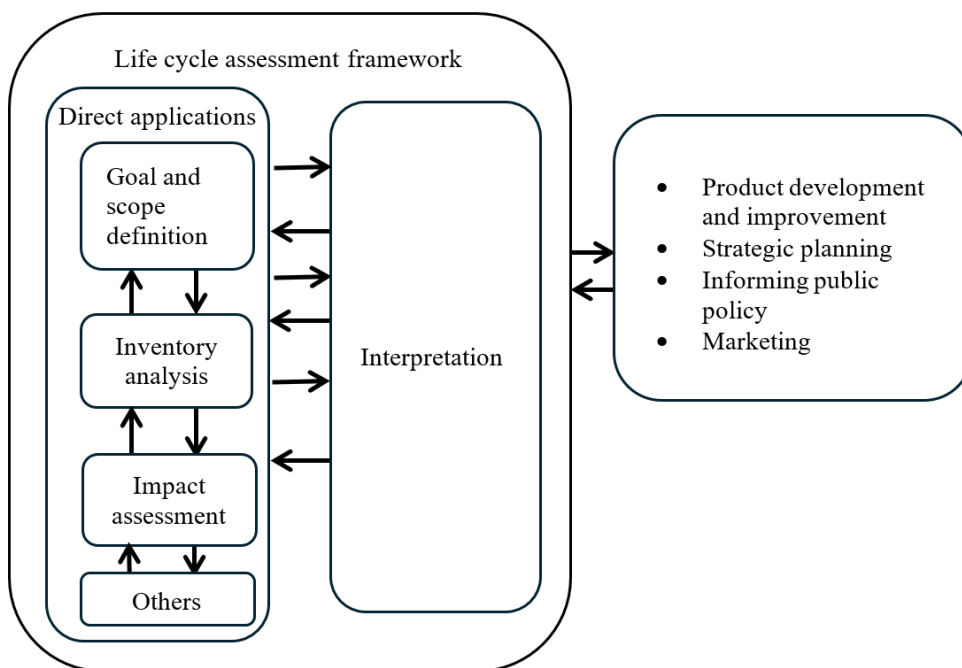 Life cycle assessment framework
Direct applications
Goal and
scope
definition
Inventory
analysis
Impact
assessment
Others
Interpretation
• Product development
and improvement
• Strategic planning
• Informing public
policy
• Marketing